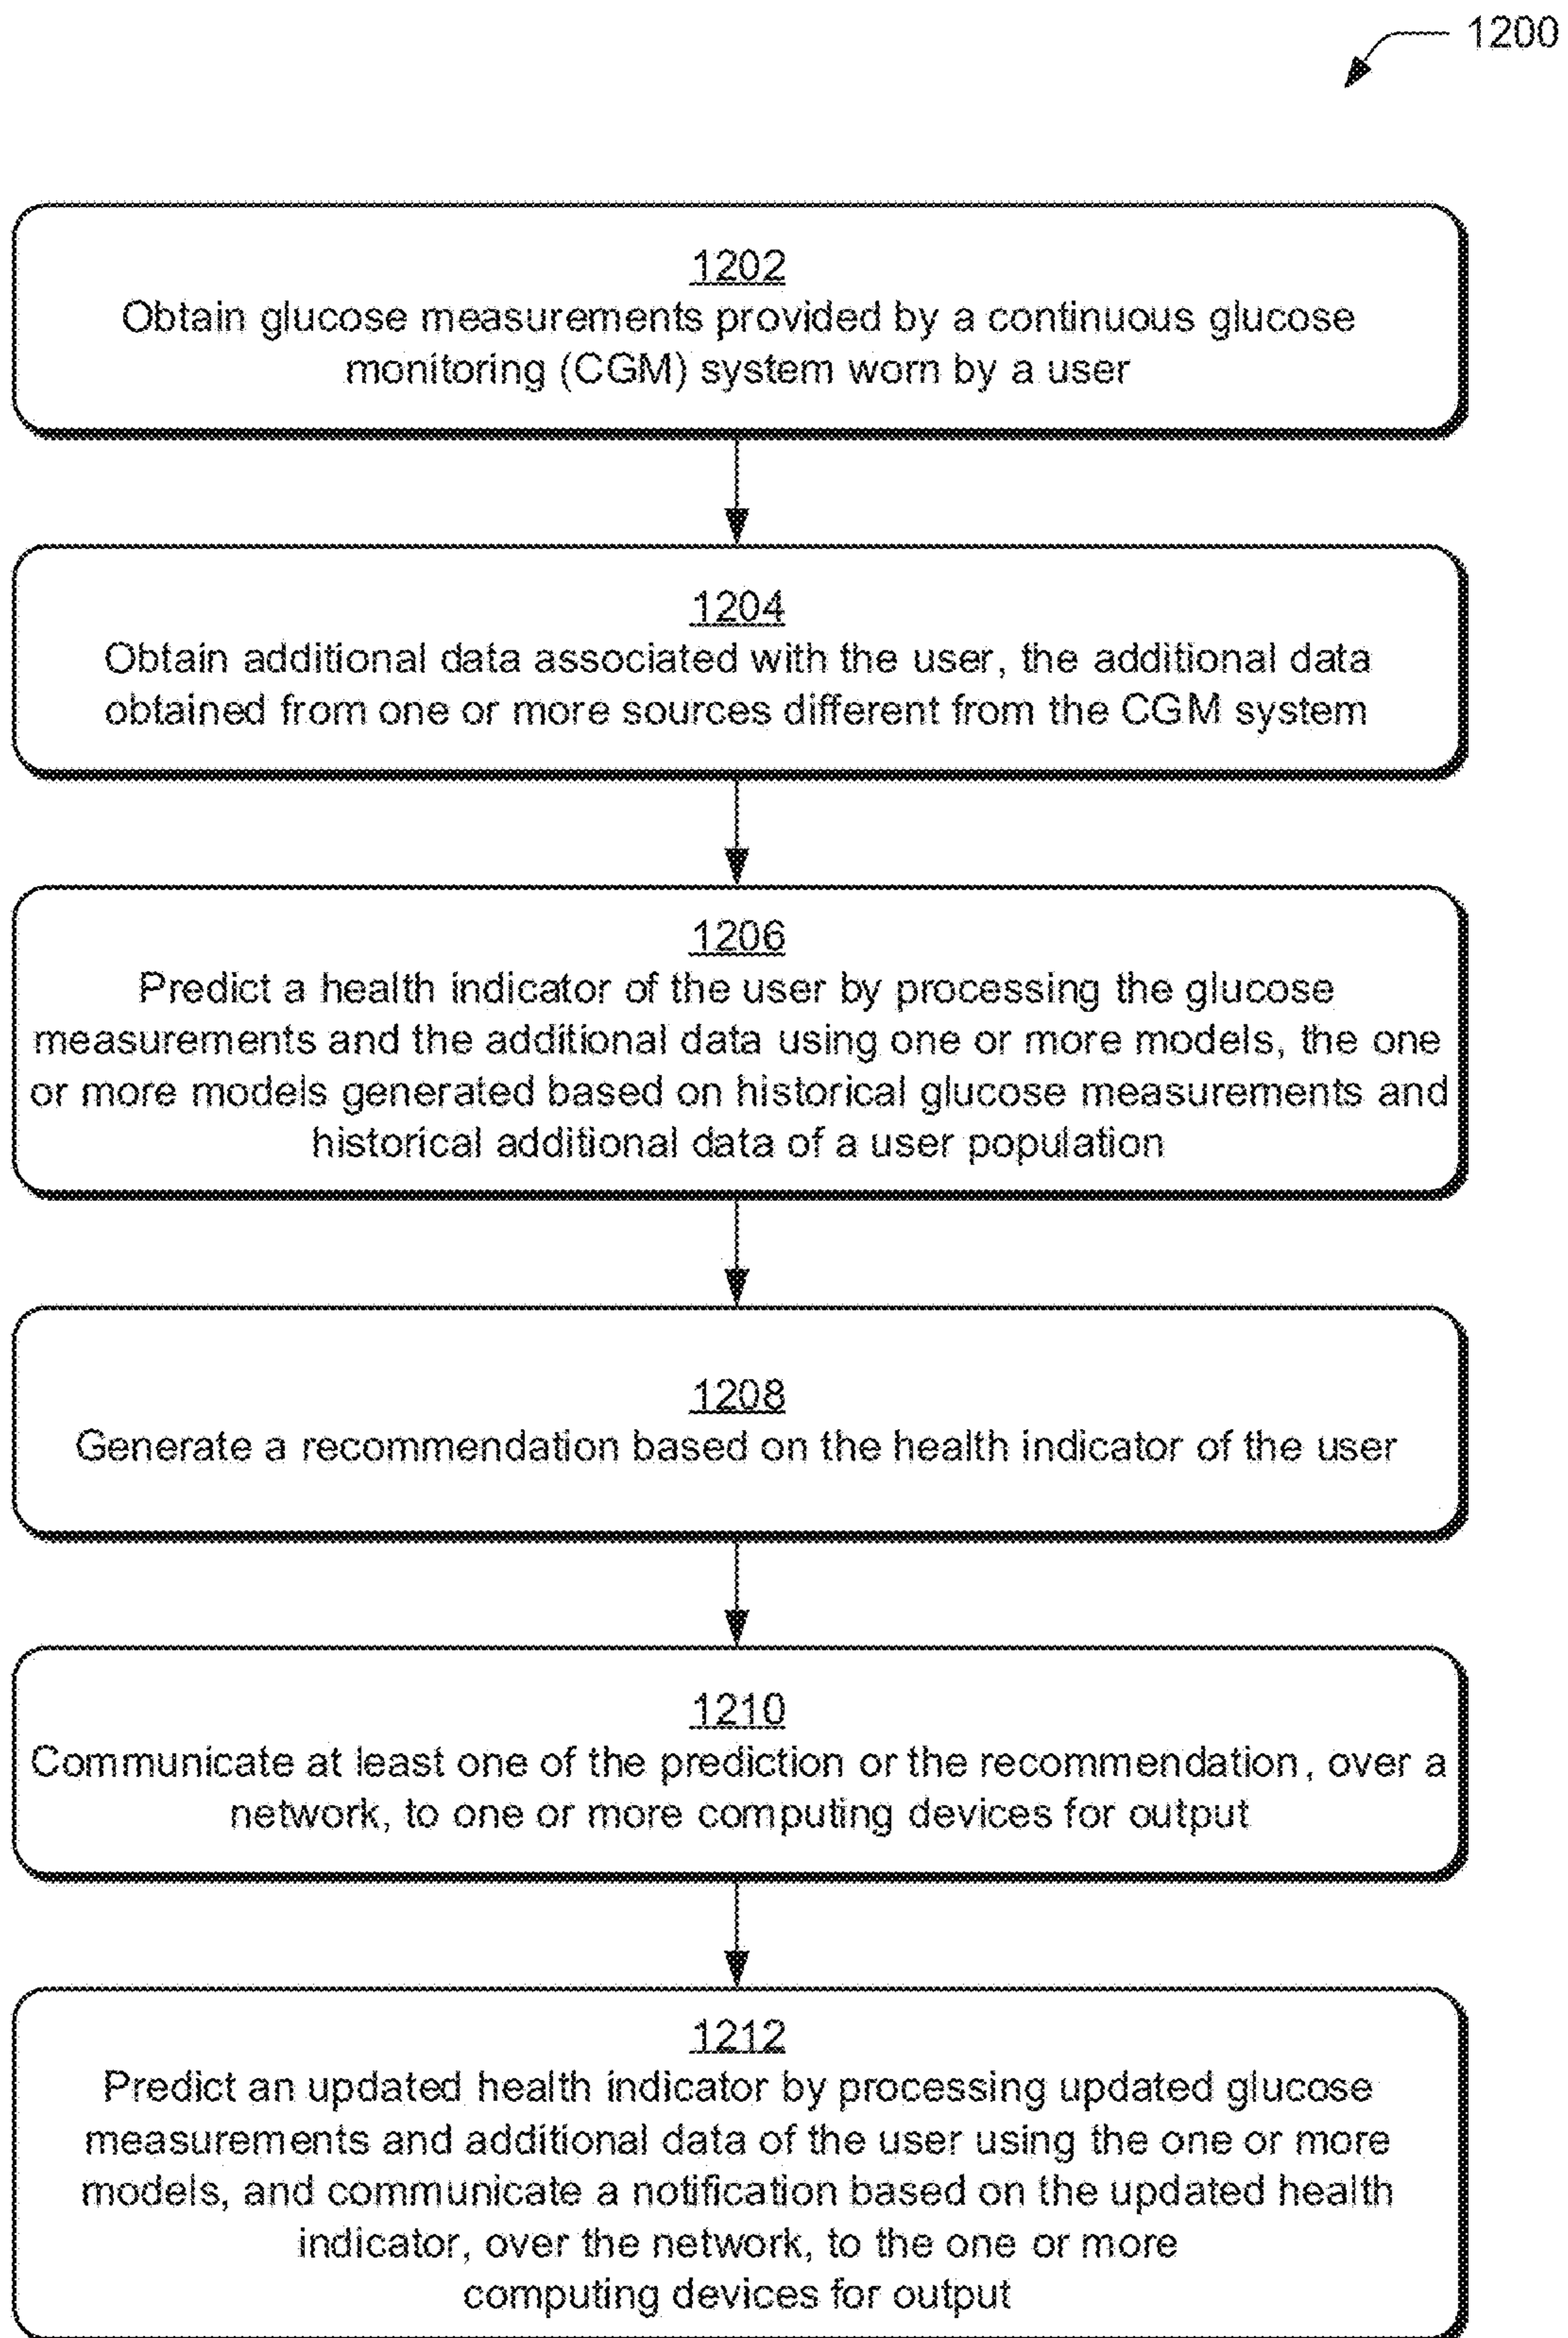 1200
1202
Obtain glucose measurements provided by a continuous glucose
monitoring (CGM) system worn by a user
1204
Obtain additional data associated with the user, the additional data
obtained from one or more sources different from the CGM system
1206
Predict a health indicator of the user by processing the glucose
measurements and the additional data using one or more models, the one
or more models generated based on historical glucose measurements and
historical additional data of a user population
1208
Generate a recommendation based on the health indicator of the user
1210
Communicate at least one of the prediction or the recommendation, over a
network, to one or more computing devices for output
1212
Predict an updated health indicator by processing updated glucose
measurements and additional data of the user using the one or more
models, and communicate a notification based on the updated health
indicator, over the network, to the one or more
computing devices for output